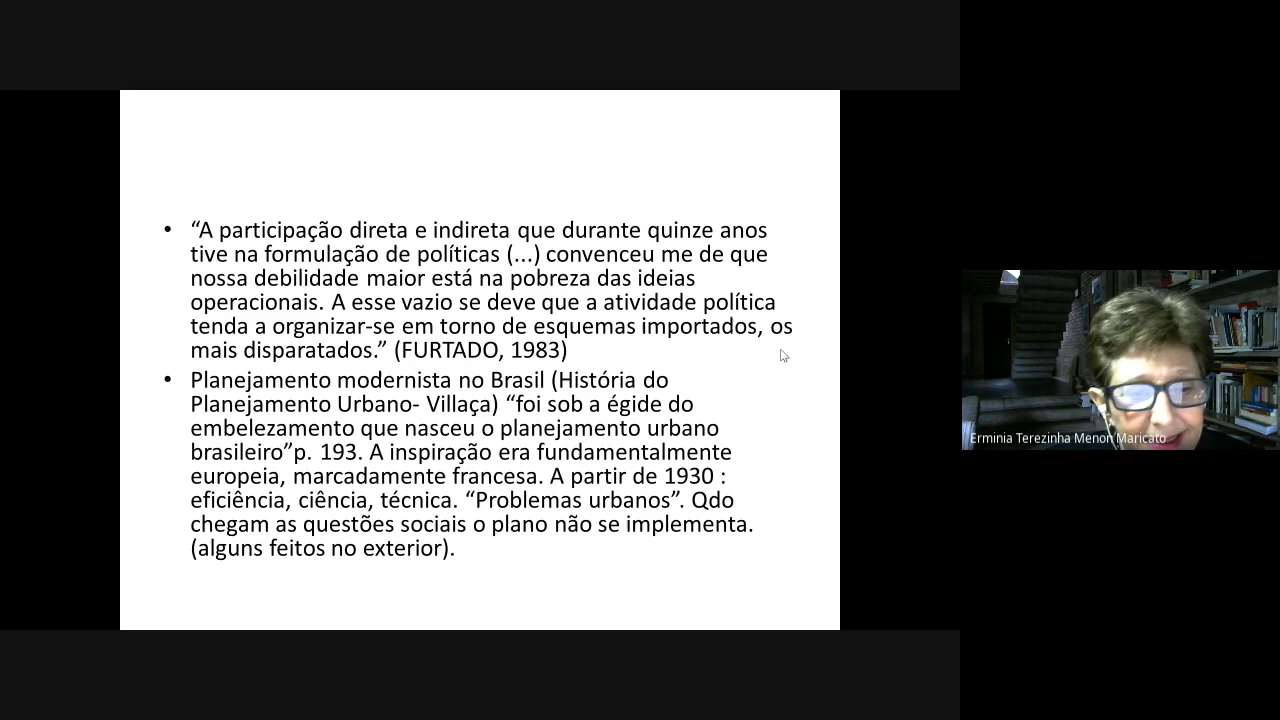 • “A participação direta e indireta que durante quinze anos
tive na formulação de políticas (...) convenceu me de que
nossa debilidade maior está na pobreza das ideias
operacionais. A esse vazio se deve que a atividade política
tenda a organizar-se em torno de esquemas importados, os
mais disparatados.” (FURTADO, 1983)
• Planejamento modernista no Brasil (História do
Planejamento Urbano- Villaça) “foi sob a égide do
embelezamento que nasceu o planejamento urbano
brasileiro”p. 193. A inspiração era fundamentalmente
europeia, marcadamente francesa. A partir de 1930 :
eficiência, ciência, técnica. “Problemas urbanos”. Qdo
chegam as questões sociais o plano não se implementa.
(alguns feitos no exterior).
Erminia Terezinha Menon Maricato